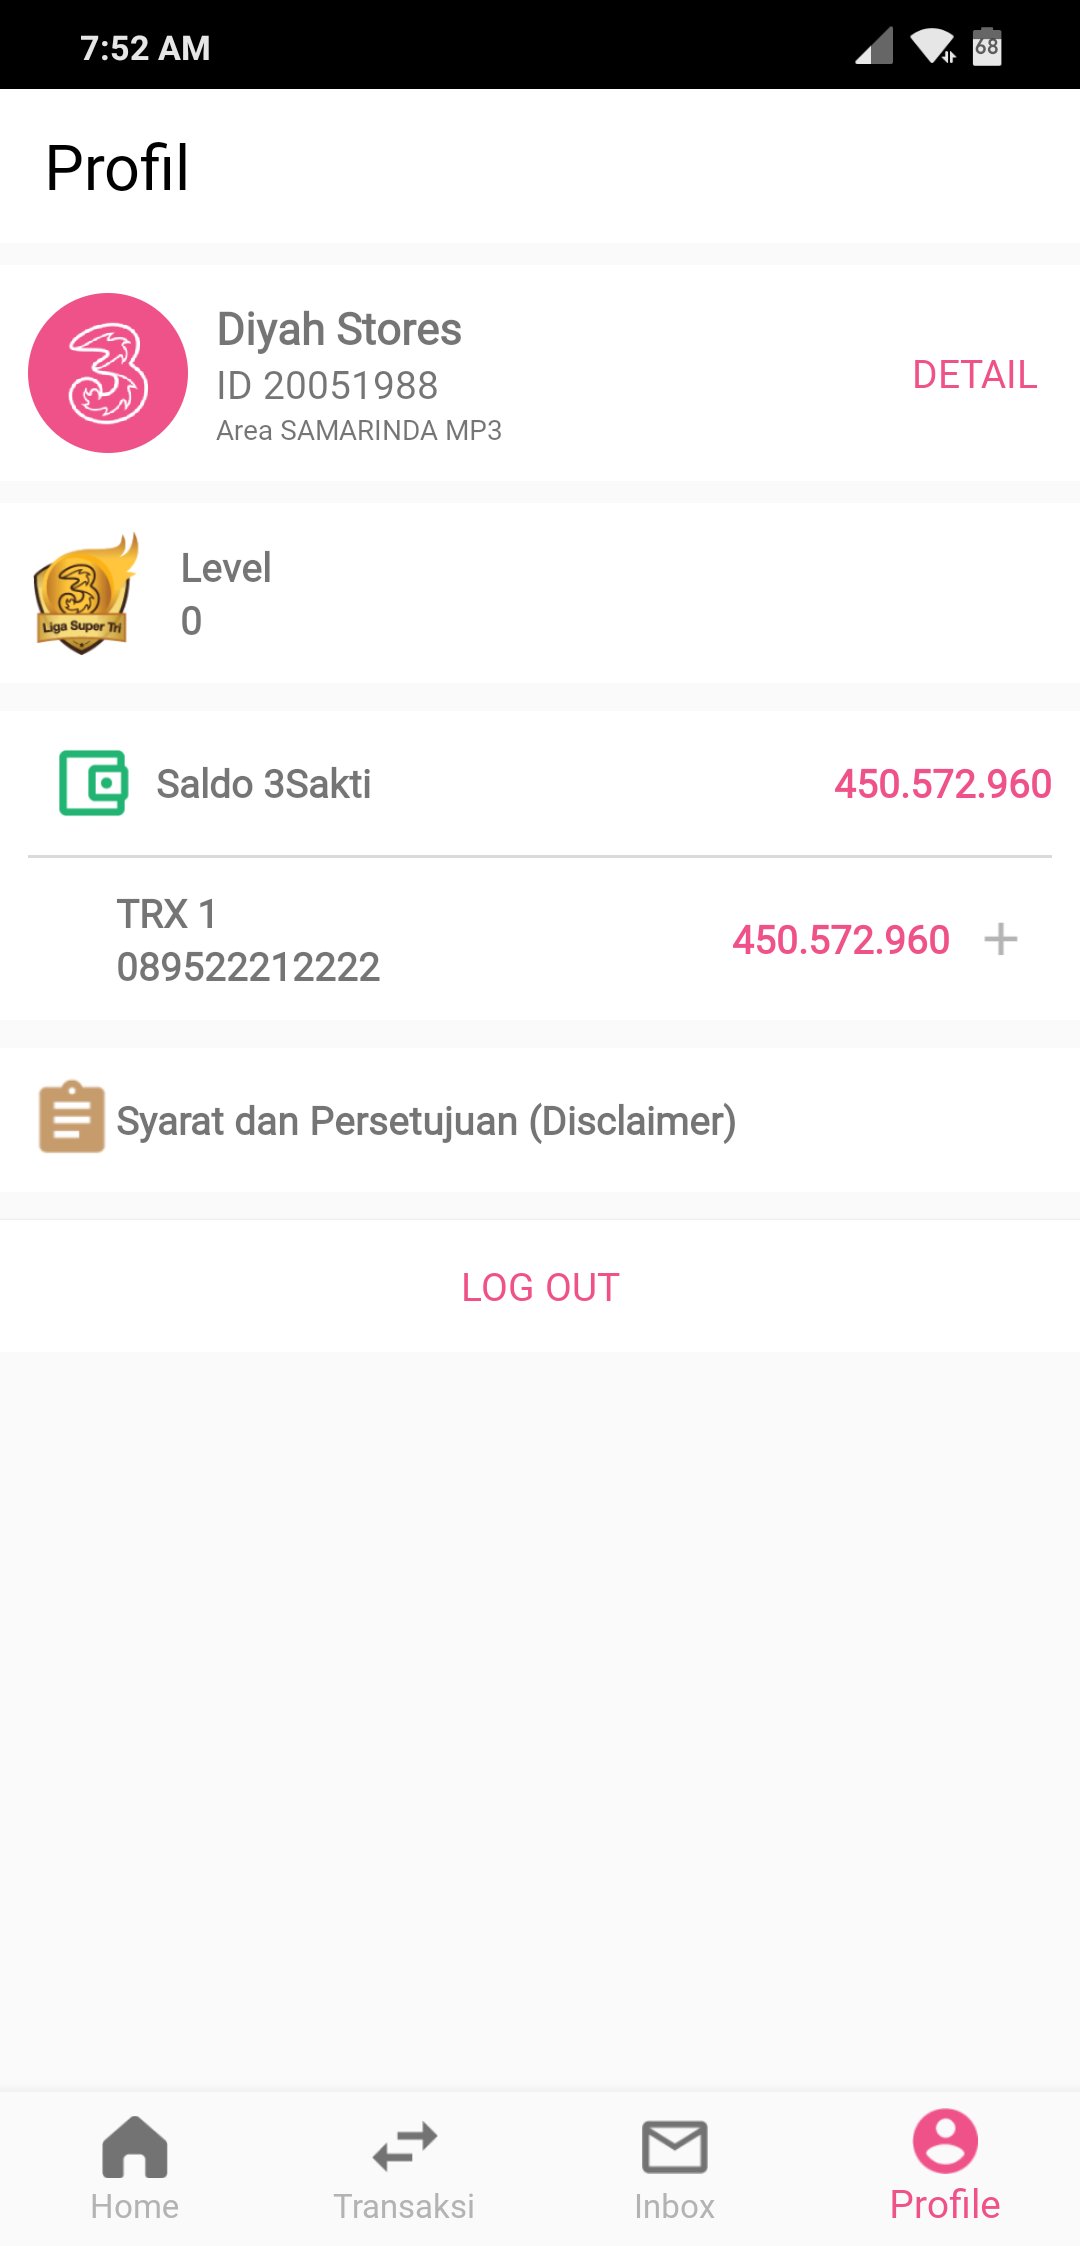 7:52 AM
68
Profil
Diyah Stores
ID 20051988
DETAIL
Area SAMARINDA MP3
Level
0
Liga Super Tri
Saldo 3Sakti
450.572.960
TRX 1
089522212222
450.572.960
Syarat dan Persetujuan (Disclaimer)
LOG OUT
Home
Transaksi
Inbox
Profile